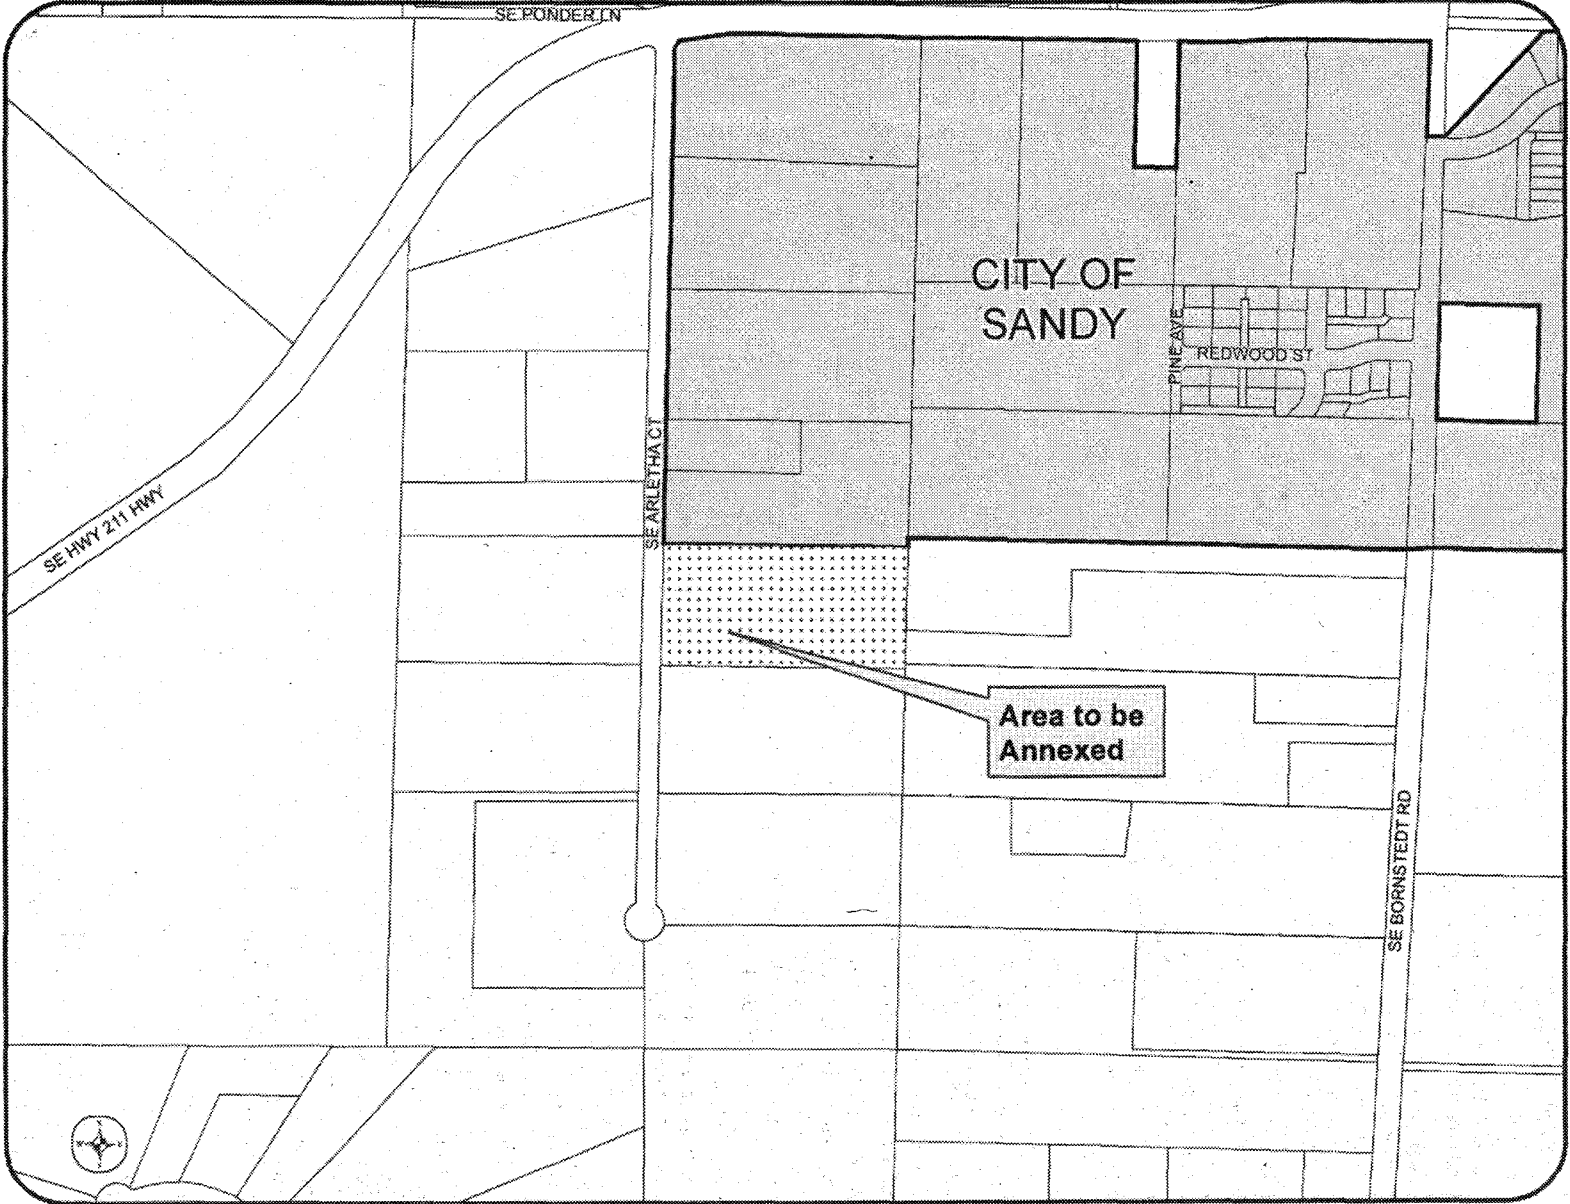 SE PONDER LN
CITY OF
SANDY
PINE AVE
REDWOOD ST
SE ARLETHA CT
SE HWY 211 HWY
Area to be
Annexed
SE BORNSTEDT RD